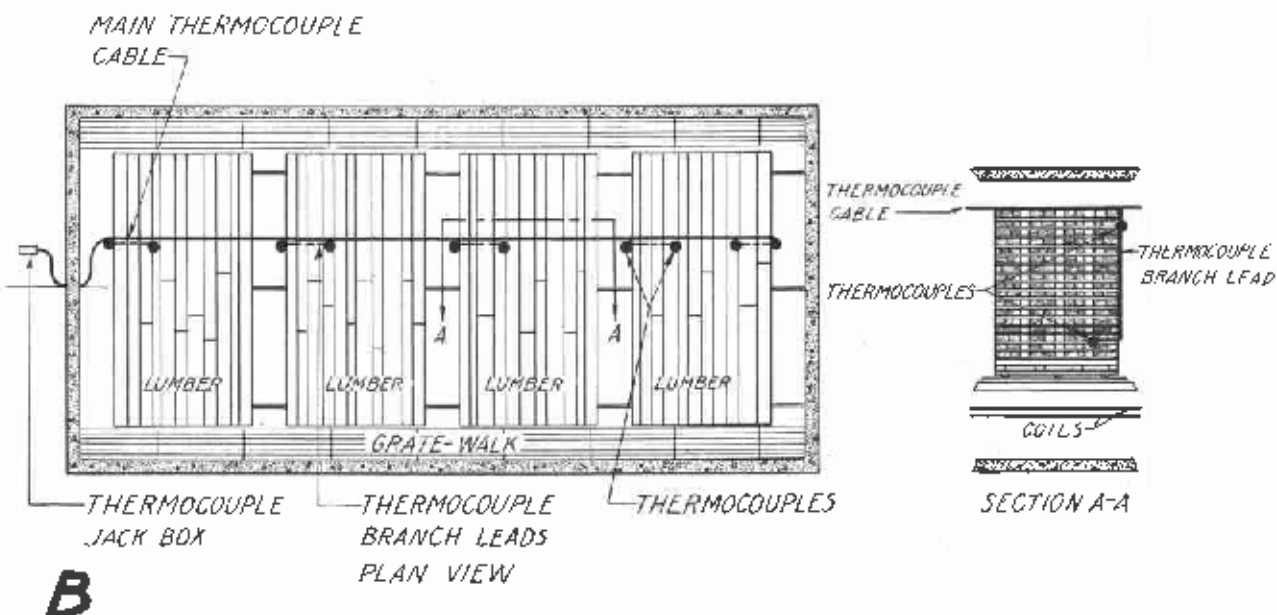 MAIN THERMOCOUPLE
CABLE
THERMOCOUPLE
CABLE
THERMOCOUPLE
BRANCH LEAD
THERMOCOUPLES
A
A
LUMBER
LUMBER
LUMBER
LUMBER
GRATE-WALK
COILS
THERMOCOUPLE
JACK BOX
THERMOCOUPLE
BRANCH LEADS
THERMOCOUPLES
SECTION A-A
PLAN VIEW
B